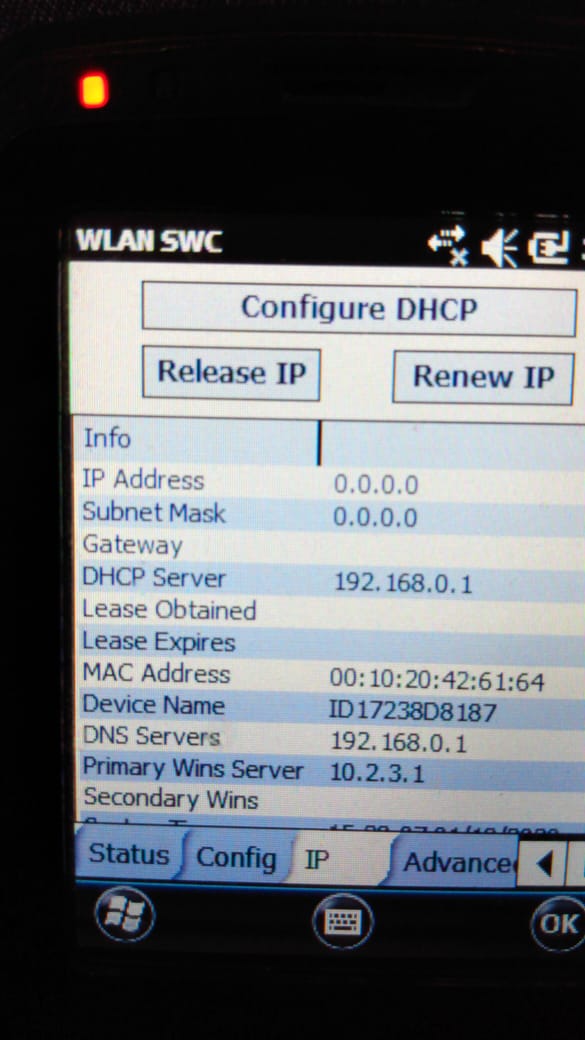 WLAN SWC
Configure DHCP
Release IP Renew IP
Info
IP Address 0.0.0.0
Subnet Mask 0.0.0.0
Gateway
DHCP Server 192.168.0.1
Lease Obtained
Lease Expires
MAC Address 00:10:20:42:61:64
Device Name ID17238D8187
DNS Servers 192.168.0.1
Primary Wins Server 10.2.3.1
Secondary Wins
Status Config IP Advance
OK